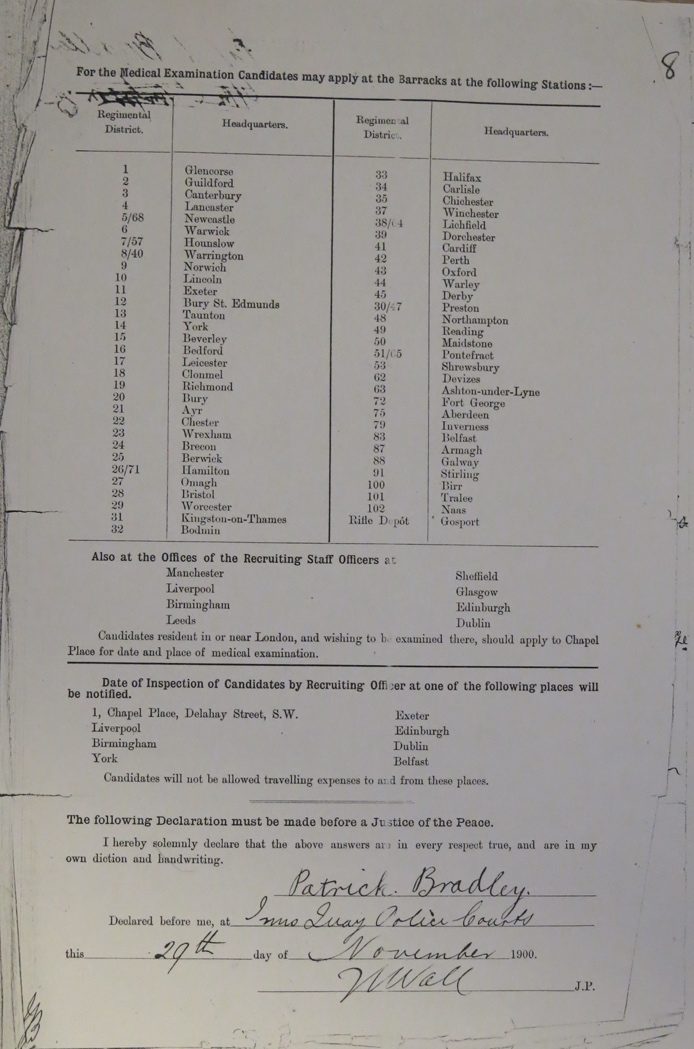 8
For the Medical Examination Candidates may apply at the Barracks at the following Stations :—
Regimental District. Headquarters. Regimental District. Headquarters.
1 Glencorse
2 Guildford
3 Canterbury
4 Lancaster
5/68 Newcastle
6 Warwick
7/57 Hounslow
8/40 Warrington
9 Norwich
10 Lincoln
11 Exeter
12 Bury St. Edmunds
13 Taunton
14 York
15 Beverley
16 Bedford
17 Leicester
18 Clonmel
19 Richmond
20 Bury
21 Ayr
22 Chester
23 Wrexham
24 Brecon
25 Berwick
26/71 Hamilton
27 Omagh
28 Bristol
29 Worcester
31 Kingston-on-Thames
32 Bodmin
33 Halifax
34 Carlisle
35 Chichester
37 Winchester
38/64 Lichfield
39 Dorchester
41 Cardiff
42 Perth
43 Oxford
44 Warley
45 Derby
30/47 Preston
48 Northampton
49 Reading
50 Maidstone
51/65 Pontefract
53 Shrewsbury
62 Devizes
63 Ashton-under-Lyne
72 Fort George
75 Aberdeen
79 Inverness
83 Belfast
87 Armagh
88 Galway
91 Stirling
100 Birr
101 Tralee
102 Naas
Rifle Depôt Gosport
Also at the Offices of the Recruiting Staff Officers at
Manchester Sheffield
Liverpool Glasgow
Birmingham Edinburgh
Leeds Dublin
Candidates resident in or near London, and wishing to be examined there, should apply to Chapel
Place for date and place of medical examination.
Date of Inspection of Candidates by Recruiting Officer at one of the following places will
be notified.
1, Chapel Place, Delahay Street, S.W. Exeter
Liverpool Edinburgh
Birmingham Dublin
York Belfast
Candidates will not be allowed travelling expenses to and from these places.
The following Declaration must be made before a Justice of the Peace.
I hereby solemnly declare that the above answers are in every respect true, and are in my
own diction and handwriting.
Patrick. Bradley.
Declared before me, at Inns Quay Police Courts
this 29th day of November 1900.
Wall J.P.